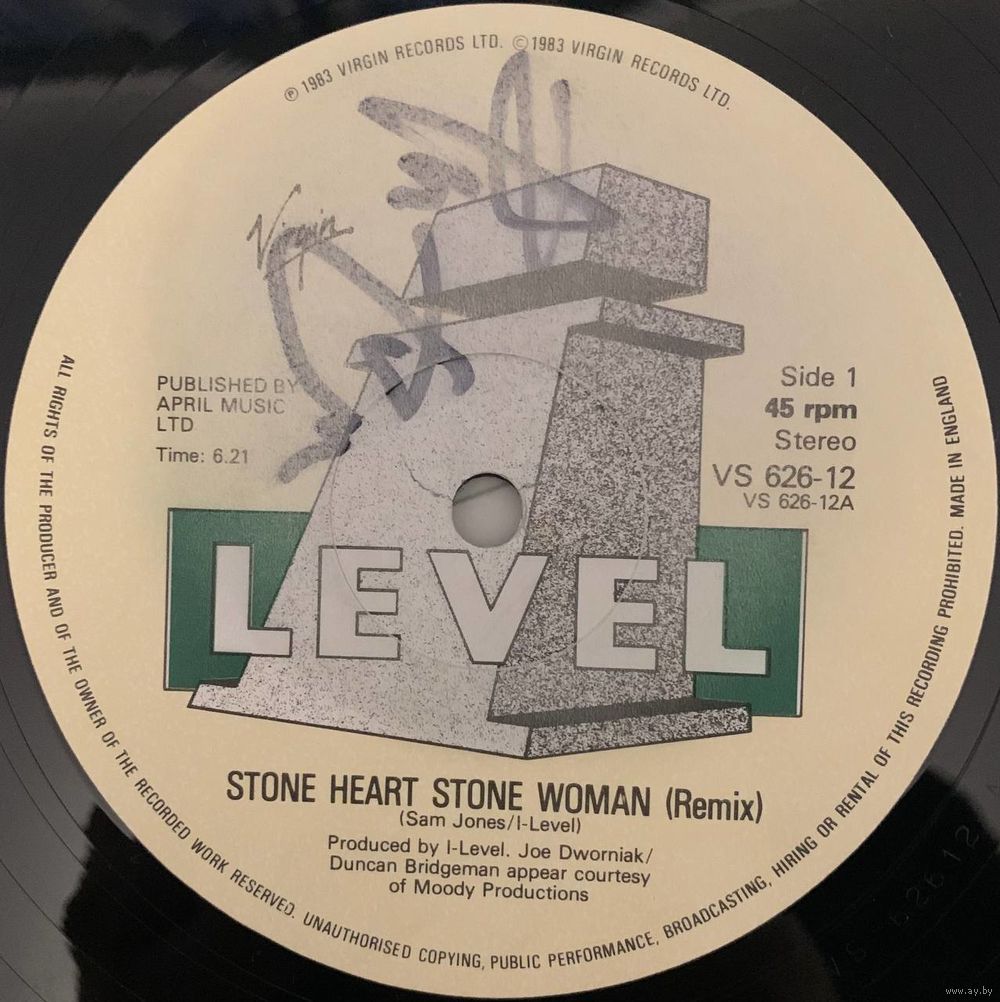 ℗ 1983 VIRGIN RECORDS LTD. © 1983 VIRGIN RECORDS LTD.
Virgin
PUBLISHED BY
APRIL MUSIC
LTD
Time: 6.21
Side 1
45 rpm
Stereo
VS 626-12
VS 626-12A
LEVEL
STONE HEART STONE WOMAN (Remix)
(Sam Jones/I-Level)
Produced by I-Level. Joe Dworniak/
Duncan Bridgeman appear courtesy
of Moody Productions
ALL RIGHTS OF THE PRODUCER AND OF THE OWNER OF THE RECORDED WORK RESERVED. UNAUTHORISED COPYING, PUBLIC PERFORMANCE, BROADCASTING, HIRING OR RENTAL OF THIS RECORDING PROHIBITED. MADE IN ENGLAND
www.ay.by